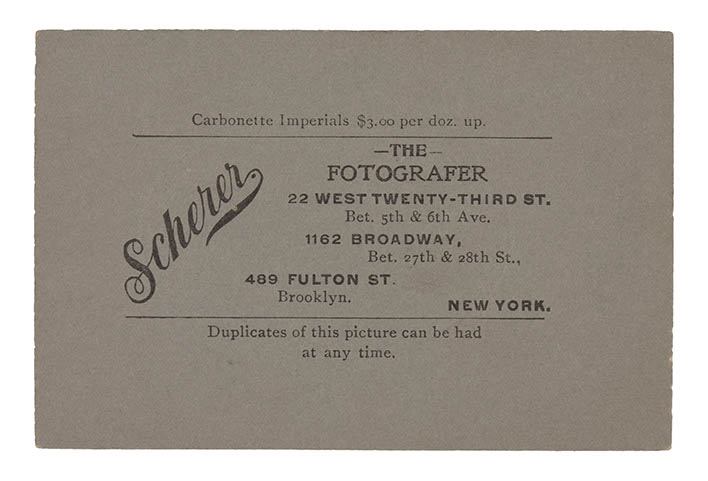 Carbonette Imperials $3.00 per doz. up.
Scherer
—THE—
FOTOGRAFER
22 WEST TWENTY-THIRD ST.
Bet. 5th & 6th Ave.
1162 BROADWAY,
Bet. 27th & 28th St.,
489 FULTON ST.
Brooklyn.
NEW YORK.
Duplicates of this picture can be had
at any time.